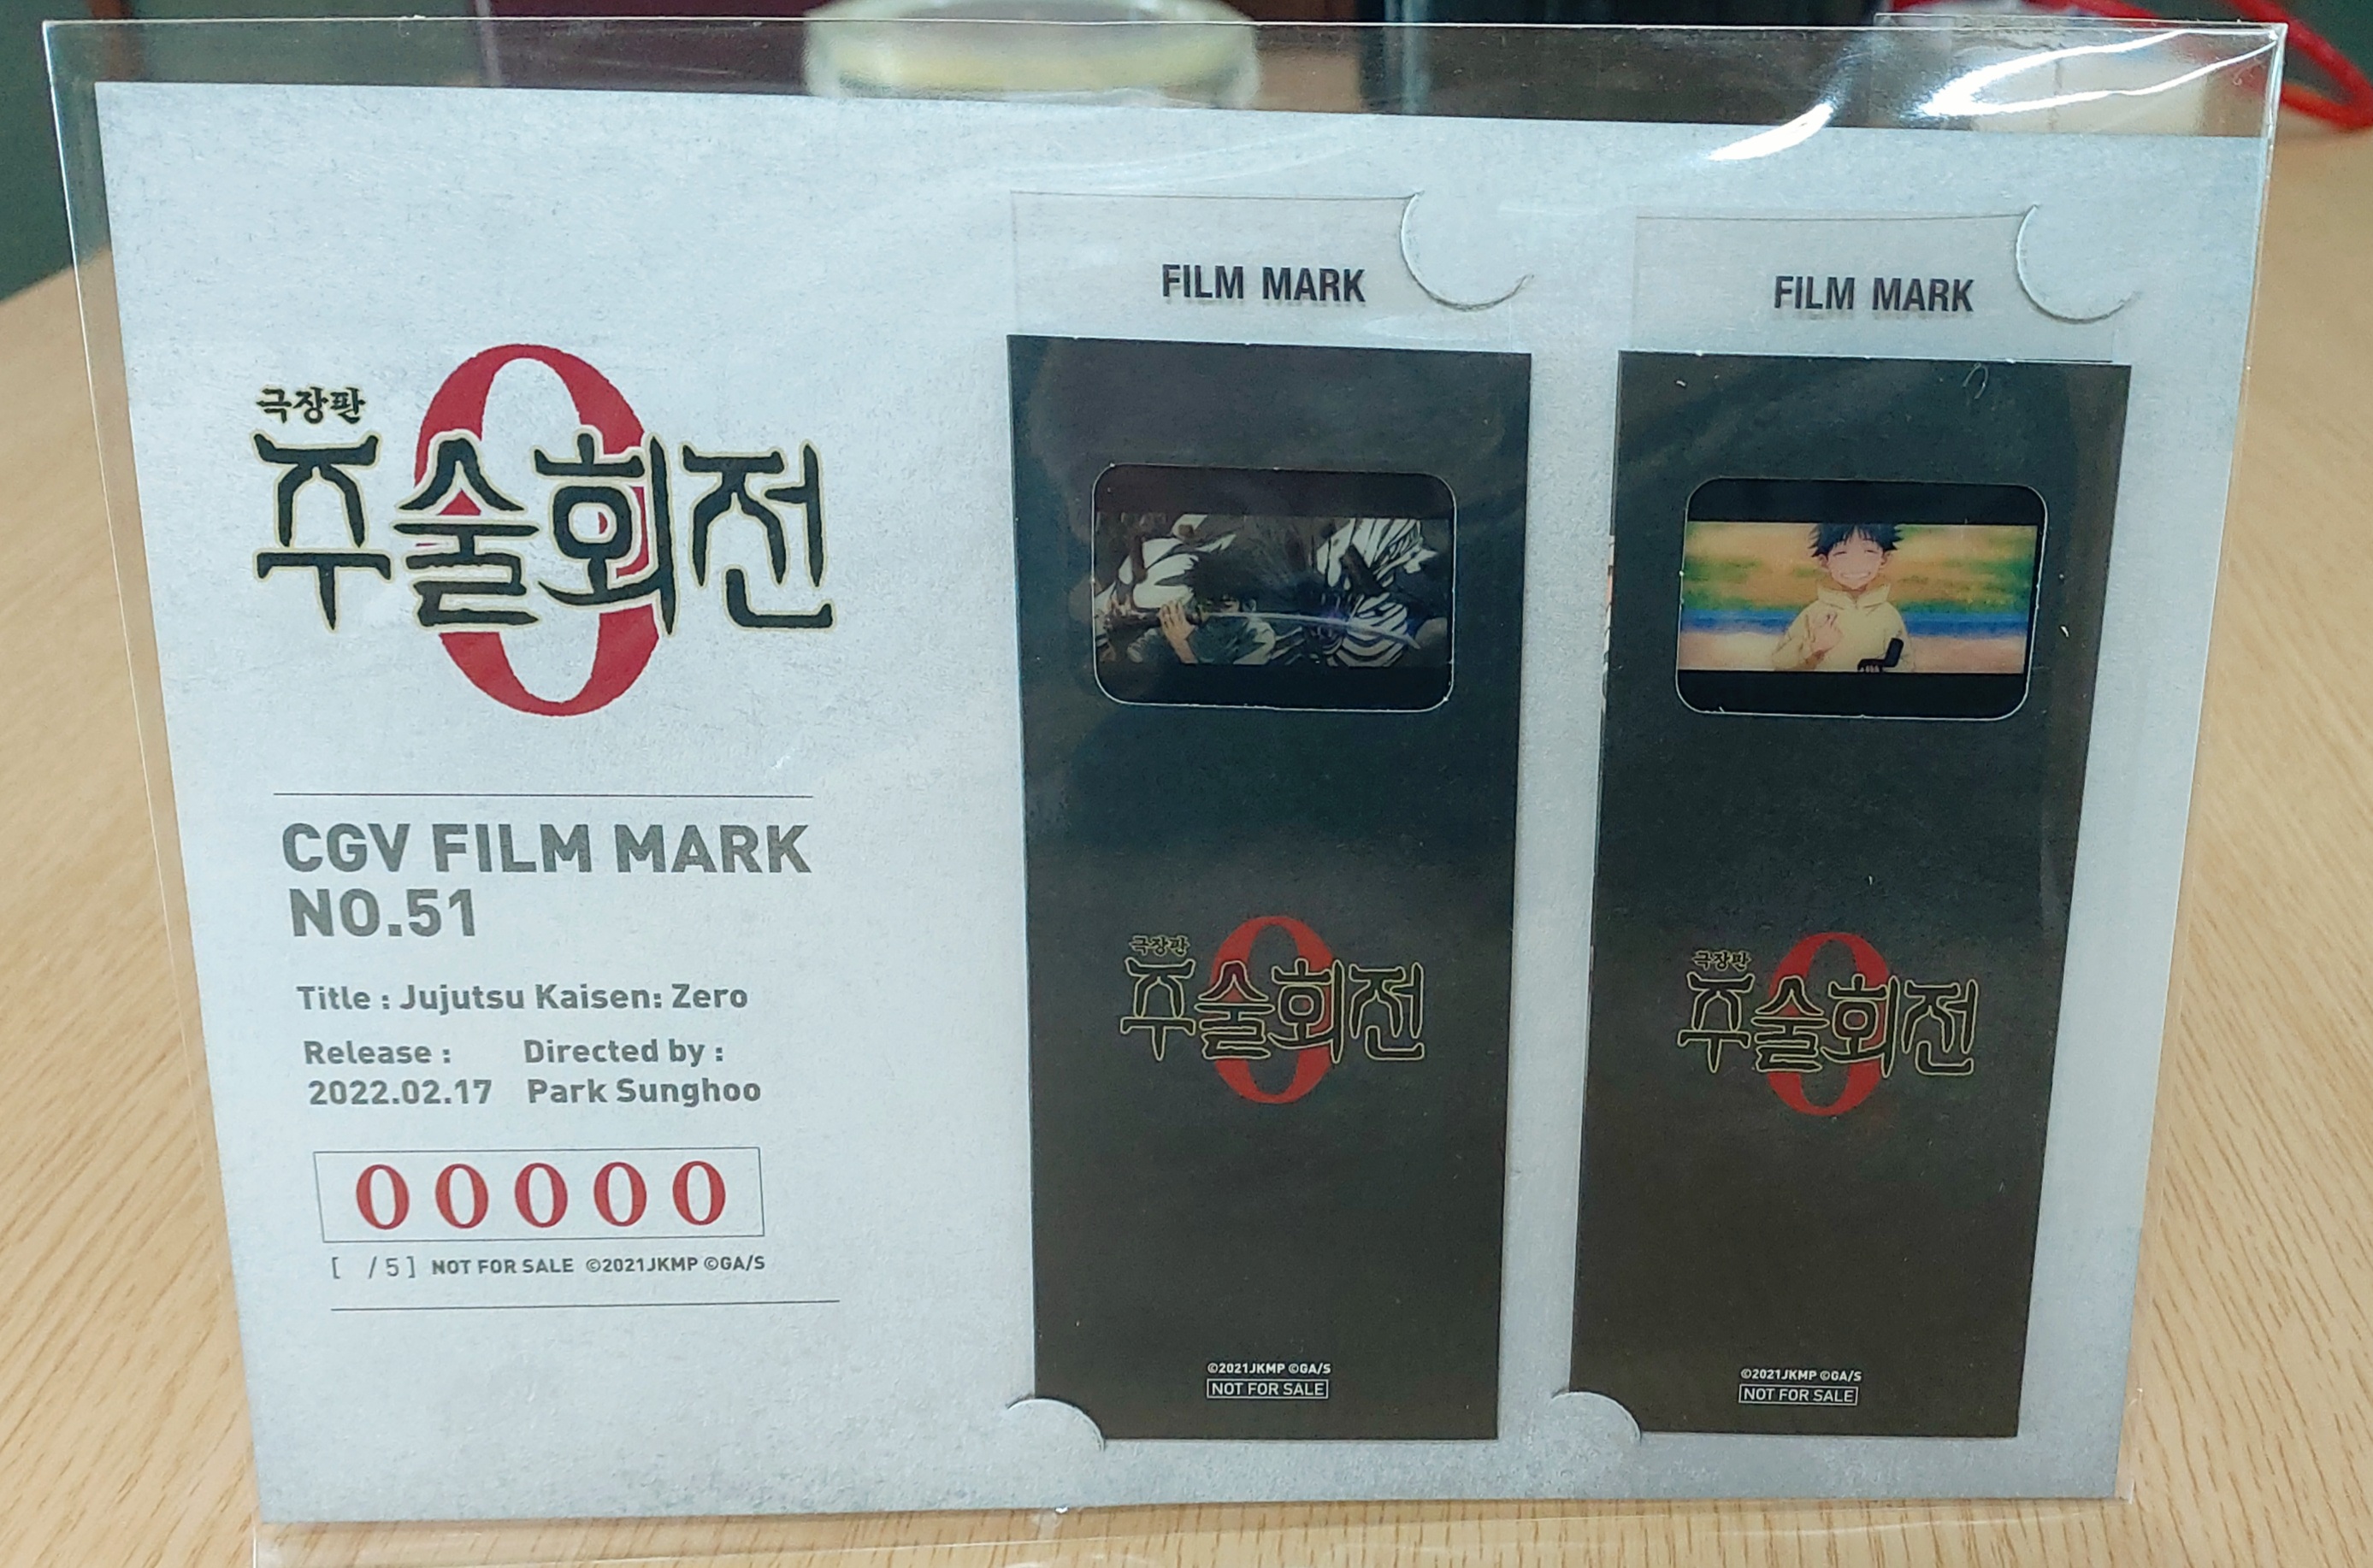 극장판
주술회전
0
CGV FILM MARK
NO.51
Title : Jujutsu Kaisen: Zero
Release :
2022.02.17
Directed by :
Park Sunghoo
00000
[ /5] NOT FOR SALE ©2021JKMP ©GA/S
FILM MARK
극장판
주술회전
0
©2021JKMP ©GA/S
NOT FOR SALE
FILM MARK
극장판
주술회전
0
©2021JKMP ©GA/S
NOT FOR SALE